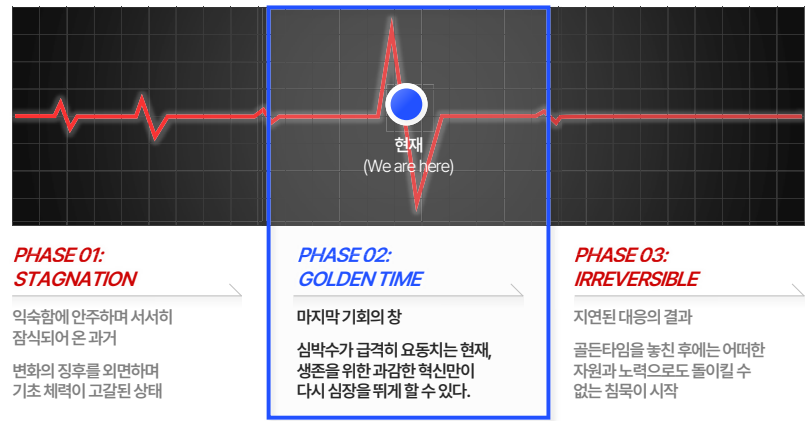 현재
(We are here)
PHASE 01:
STAGNATION
익숙함에 안주하며 서서히
잠식되어 온 과거
변화의 징후를 외면하며
기초 체력이 고갈된 상태
PHASE 02:
GOLDEN TIME
마지막 기회의 창
심박수가 급격히 요동치는 현재,
생존을 위한 과감한 혁신만이
다시 심장을 뛰게 할 수 있다.
PHASE 03:
IRREVERSIBLE
지연된 대응의 결과
골든타임을 놓친 후에는 어떠한
자원과 노력으로도 돌이킬 수
없는 침묵이 시작